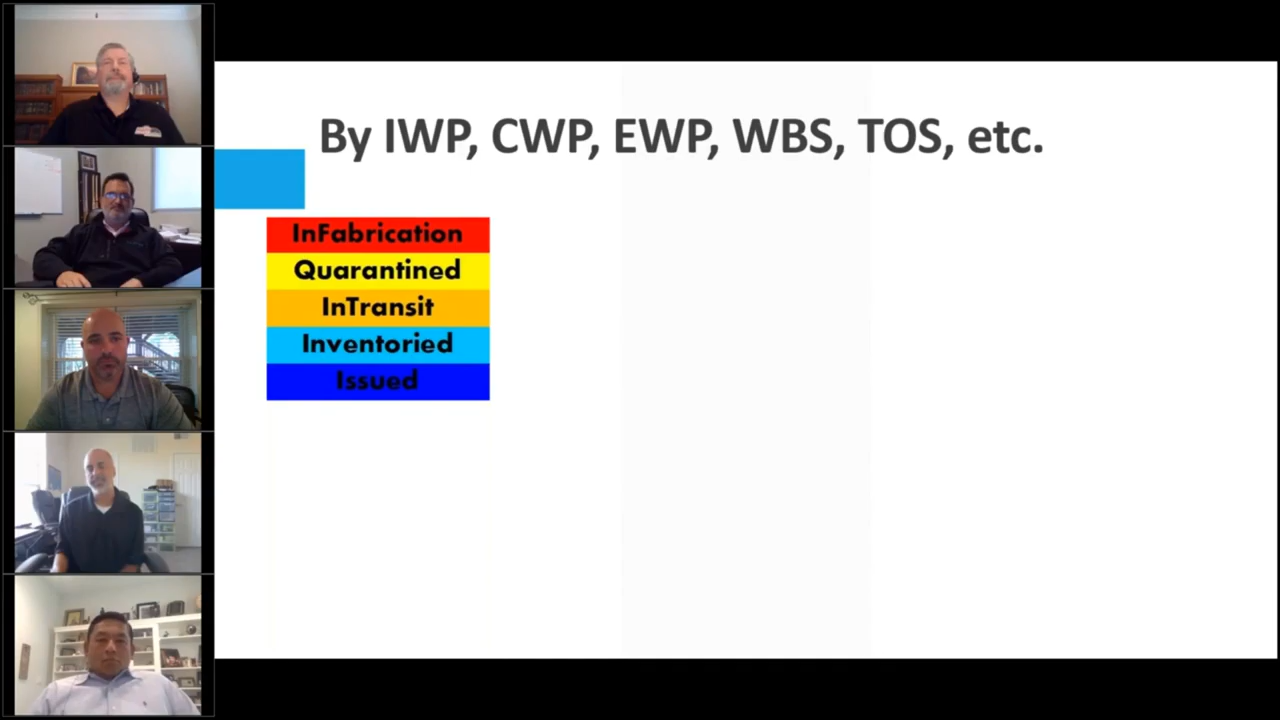 By IWP, CWP, EWP, WBS, TOS, etc.
InFabrication
Quarantined
InTransit
Inventoried
Issued